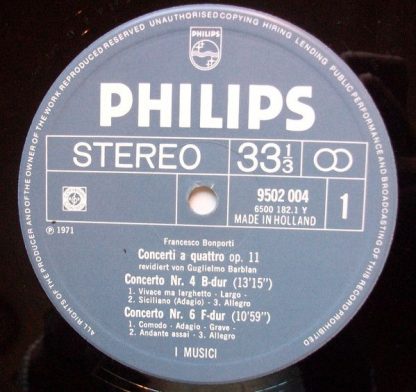 ALL RIGHTS OF THE PRODUCER AND OF THE OWNER OF THE WORK REPRODUCED RESERVED UNAUTHORISED COPYING HIRING LENDING PUBLIC PERFORMANCE AND BROADCASTING OF THIS RECORD PROHIBITED
PHILIPS
PHILIPS
STEREO 33 1/3
9502 004
6500 182.1 Y
MADE IN HOLLAND
1
℗ 1971
Francesco Bonporti
Concerti a quattro op. 11
revidiert von Guglielmo Barblan
Concerto Nr. 4 B-dur (13'15")
1. Vivace ma larghetto - Largo -
2. Siciliano (Adagio) - 3. Allegro
Concerto Nr. 6 F-dur (10'59")
1. Comodo - Adagio - Grave -
2. Andante assai - 3. Allegro
I MUSICI